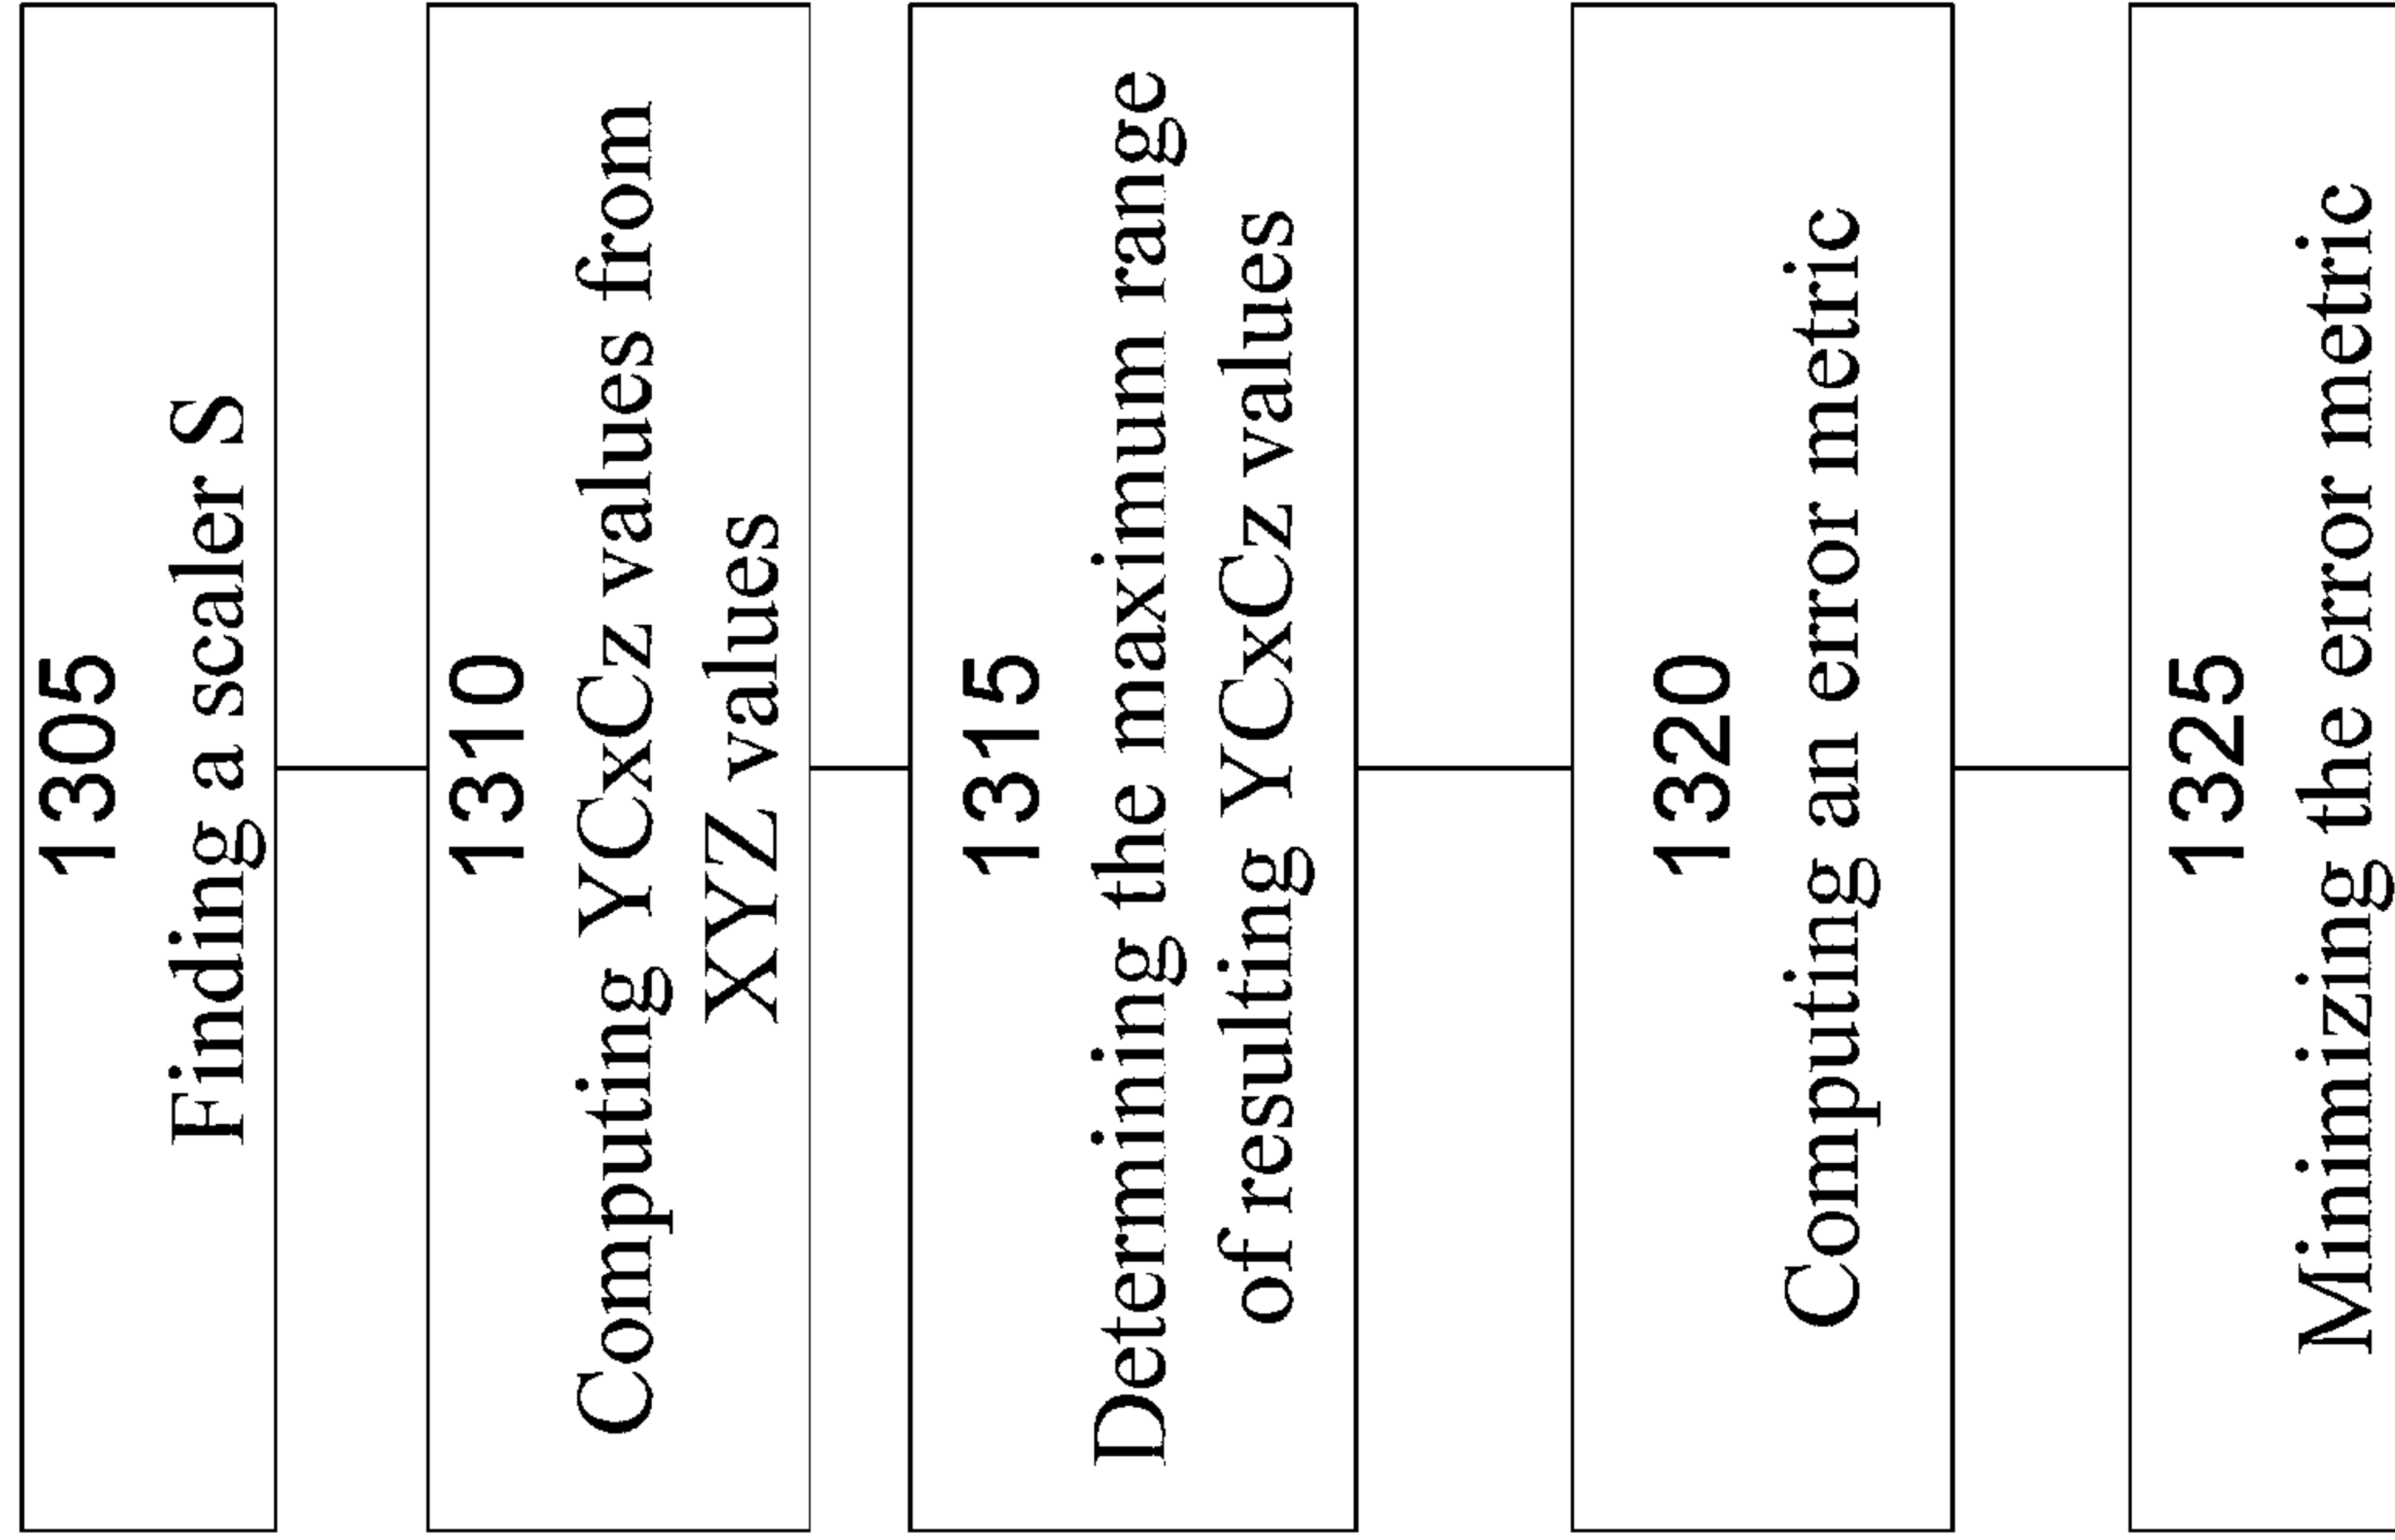 1305
Finding a scaler S
1310
Computing YCxCz values from
XYZ values
1315
Determining the maximum range
of resulting YCxCz values
1320
Computing an error metric
1325
Minimizing the error metric